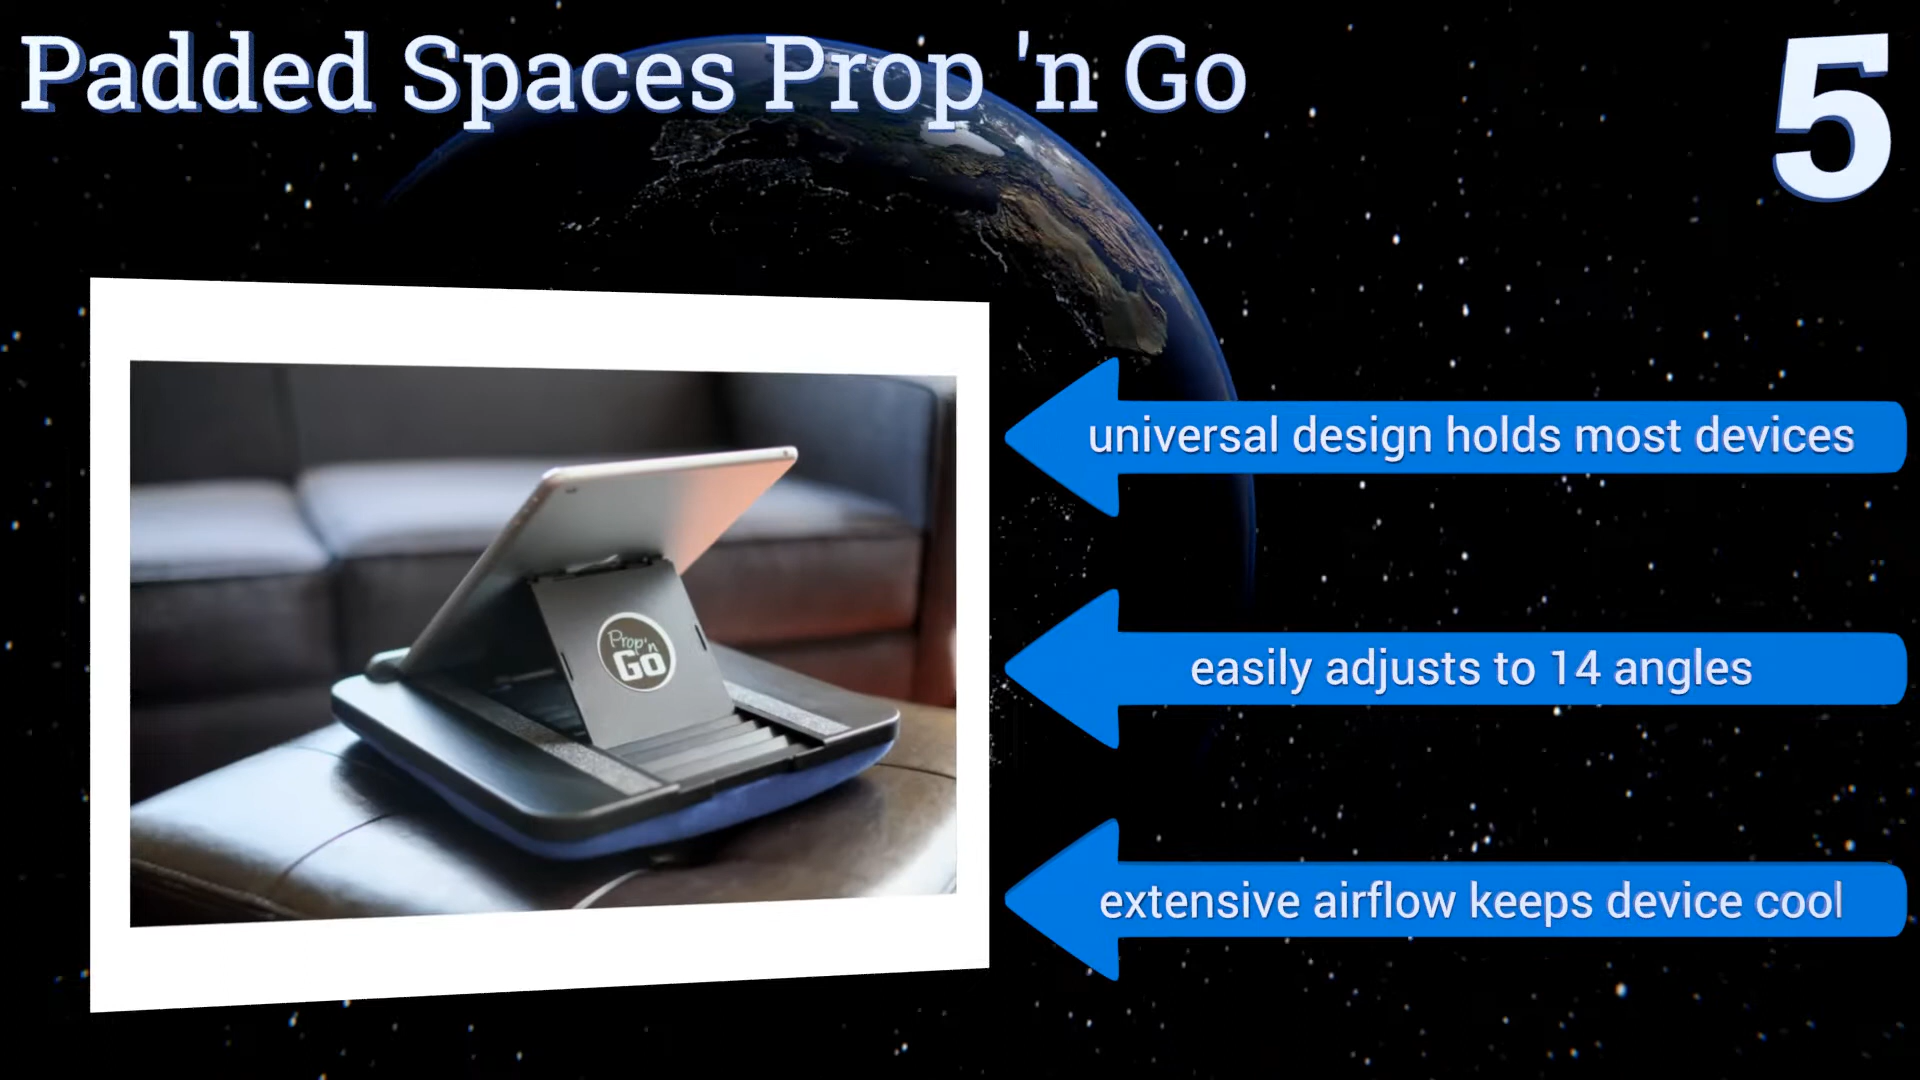 Padded Spaces Prop 'n Go
5
universal design holds most devices
Prop'n
GO
easily adjusts to 14 angles
extensive airflow keeps device cool